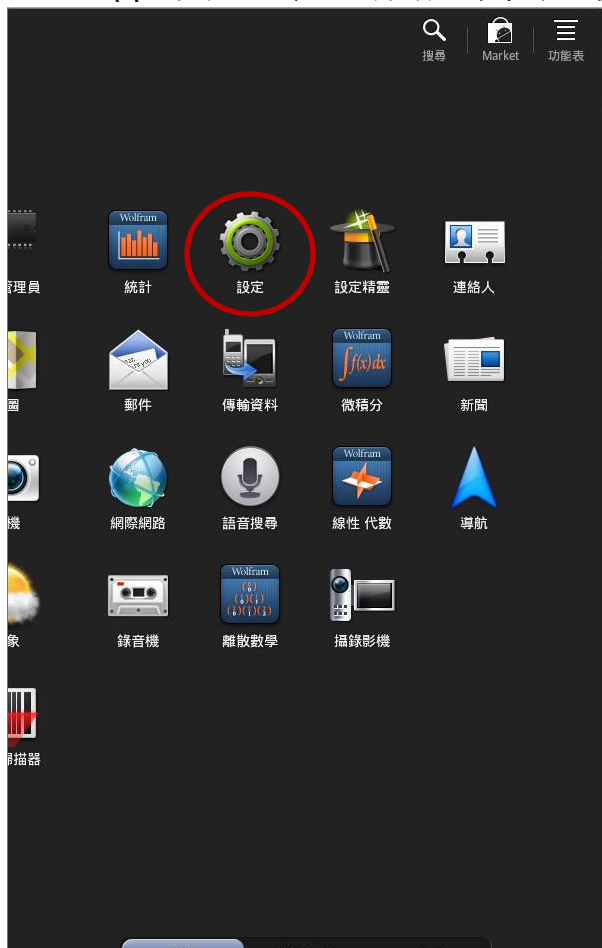 搜尋 Market 功能表
Wolfram
管理員 統計 設定 設定精靈 連絡人
Wolfram
∫f(x)dx
圖 郵件 傳輸資料 微積分 新聞
Wolfram
機 網際網路 語音搜尋 線性 代數 導航
Wolfram
象 錄音機 離散數學 攝錄影機
掃描器